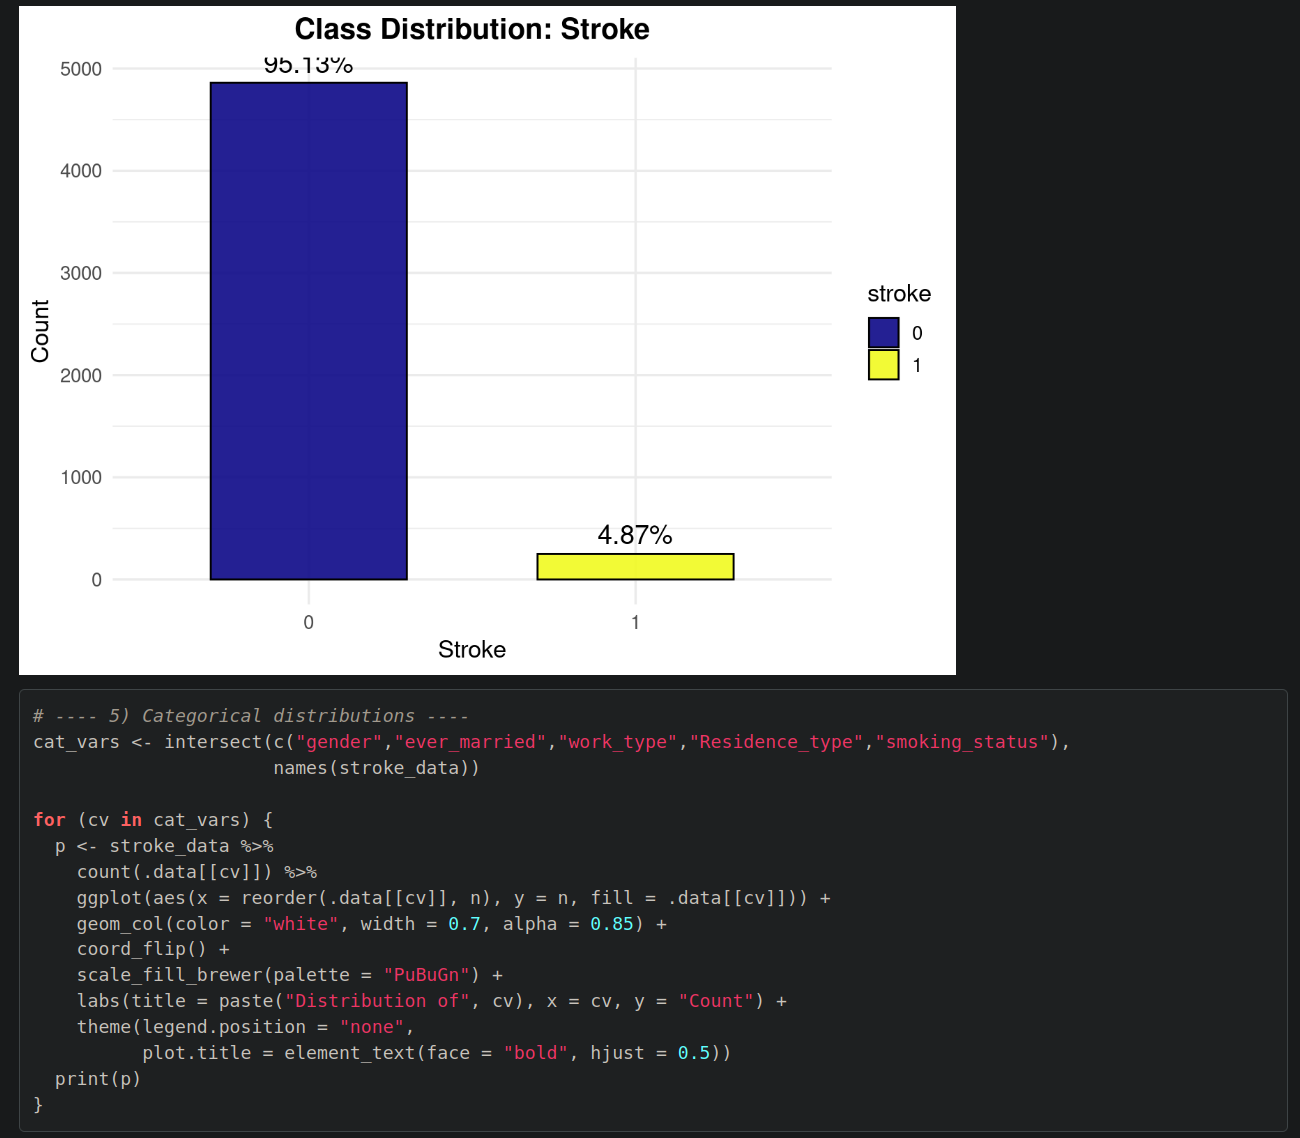 Class Distribution: Stroke
95.13%
5000
4000
3000
2000
1000
0
Count
4.87%
0
1
Stroke
stroke
0
1
# ---- 5) Categorical distributions ----
cat_vars <- intersect(c("gender","ever_married","work_type","Residence_type","smoking_status"),
                      names(stroke_data))
for (cv in cat_vars) {
  p <- stroke_data %>%
    count(.data[[cv]]) %>%
    ggplot(aes(x = reorder(.data[[cv]], n), y = n, fill = .data[[cv]])) +
    geom_col(color = "white", width = 0.7, alpha = 0.85) +
    coord_flip() +
    scale_fill_brewer(palette = "PuBuGn") +
    labs(title = paste("Distribution of", cv), x = cv, y = "Count") +
    theme(legend.position = "none",
          plot.title = element_text(face = "bold", hjust = 0.5))
  print(p)
}